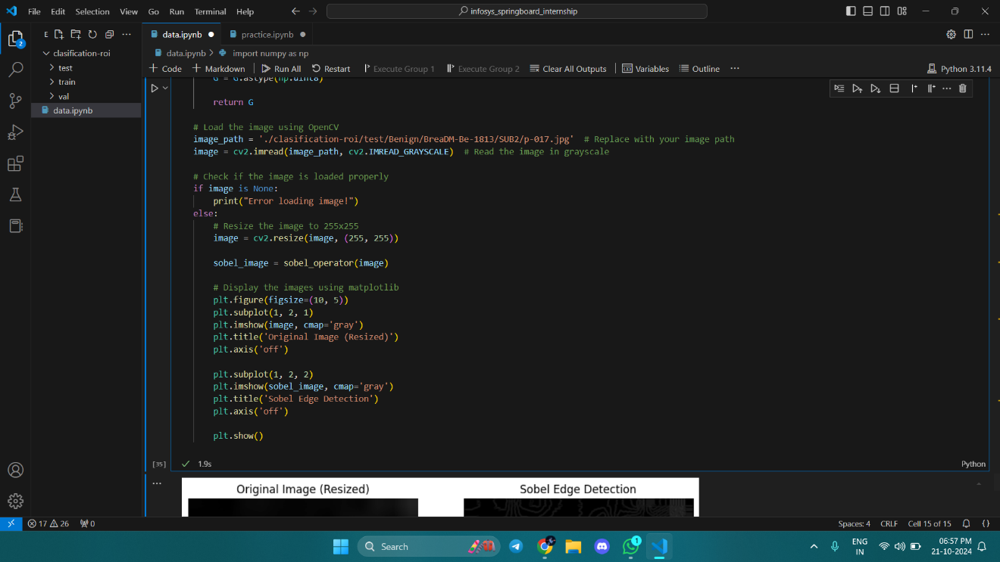 File Edit Selection View Go Run Terminal Help
infosys_springboard_internship
E
data.ipynb
practice.ipynb
2
clasification-roi
test
train
val
data.ipynb
data.ipynb > import numpy as np
+ Code + Markdown Run All Restart Execute Group 1 Execute Group 2 Clear All Outputs Variables Outline ...
Python 3.11.4
G = G.astype(np.uint8)
return G
# Load the image using OpenCV
image_path = './clasification-roi/test/Benign/BreaDM-Be-1813/SUB2/p-017.jpg'  # Replace with your image path
image = cv2.imread(image_path, cv2.IMREAD_GRAYSCALE)  # Read the image in grayscale
# Check if the image is loaded properly
if image is None:
print("Error loading image!")
else:
# Resize the image to 255x255
image = cv2.resize(image, (255, 255))
sobel_image = sobel_operator(image)
# Display the images using matplotlib
plt.figure(figsize=(10, 5))
plt.subplot(1, 2, 1)
plt.imshow(image, cmap='gray')
plt.title('Original Image (Resized)')
plt.axis('off')
plt.subplot(1, 2, 2)
plt.imshow(sobel_image, cmap='gray')
plt.title('Sobel Edge Detection')
plt.axis('off')
plt.show()
[35] 1.9s
Python
Original Image (Resized)
Sobel Edge Detection
17 26 0
Spaces: 4 CRLF Cell 15 of 15
Search
1
ENG
IN
06:57 PM
21-10-2024